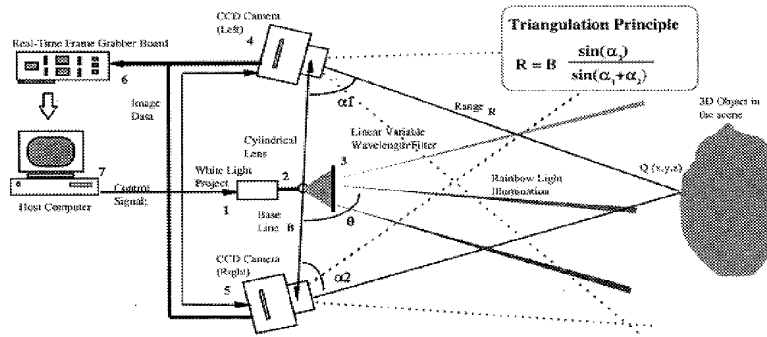 CCD Camera
(Left)
4
Real-Time Frame Grabber Board
6
Image
Data
α1
Triangulation Principle
R = B sin(α2) / sin(α1+α2)
Range R
3D Object in
the scene
Cylindrical
Lens
Linear Variable
Wavelength Filter
3
7
White Light
Project
2
Q (x,y,z)
Rainbow Light
Illumination
Host Computer
Control
Signals
1
Base
Line B
θ
CCD Camera
(Right)
5
α2